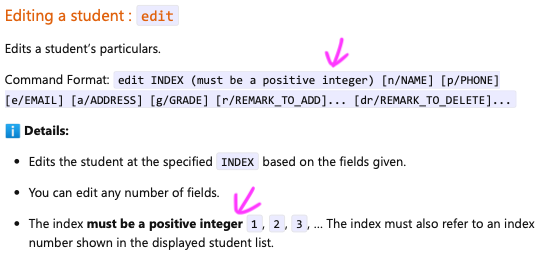 Editing a student : edit
Edits a student’s particulars.
Command Format: edit INDEX (must be a positive integer) [n/NAME] [p/PHONE]
[e/EMAIL] [a/ADDRESS] [g/GRADE] [r/REMARK_TO_ADD]... [dr/REMARK_TO_DELETE]...
ℹ️ Details:
• Edits the student at the specified INDEX based on the fields given.
• You can edit any number of fields.
• The index must be a positive integer 1, 2, 3, … The index must also refer to an index
number shown in the displayed student list.